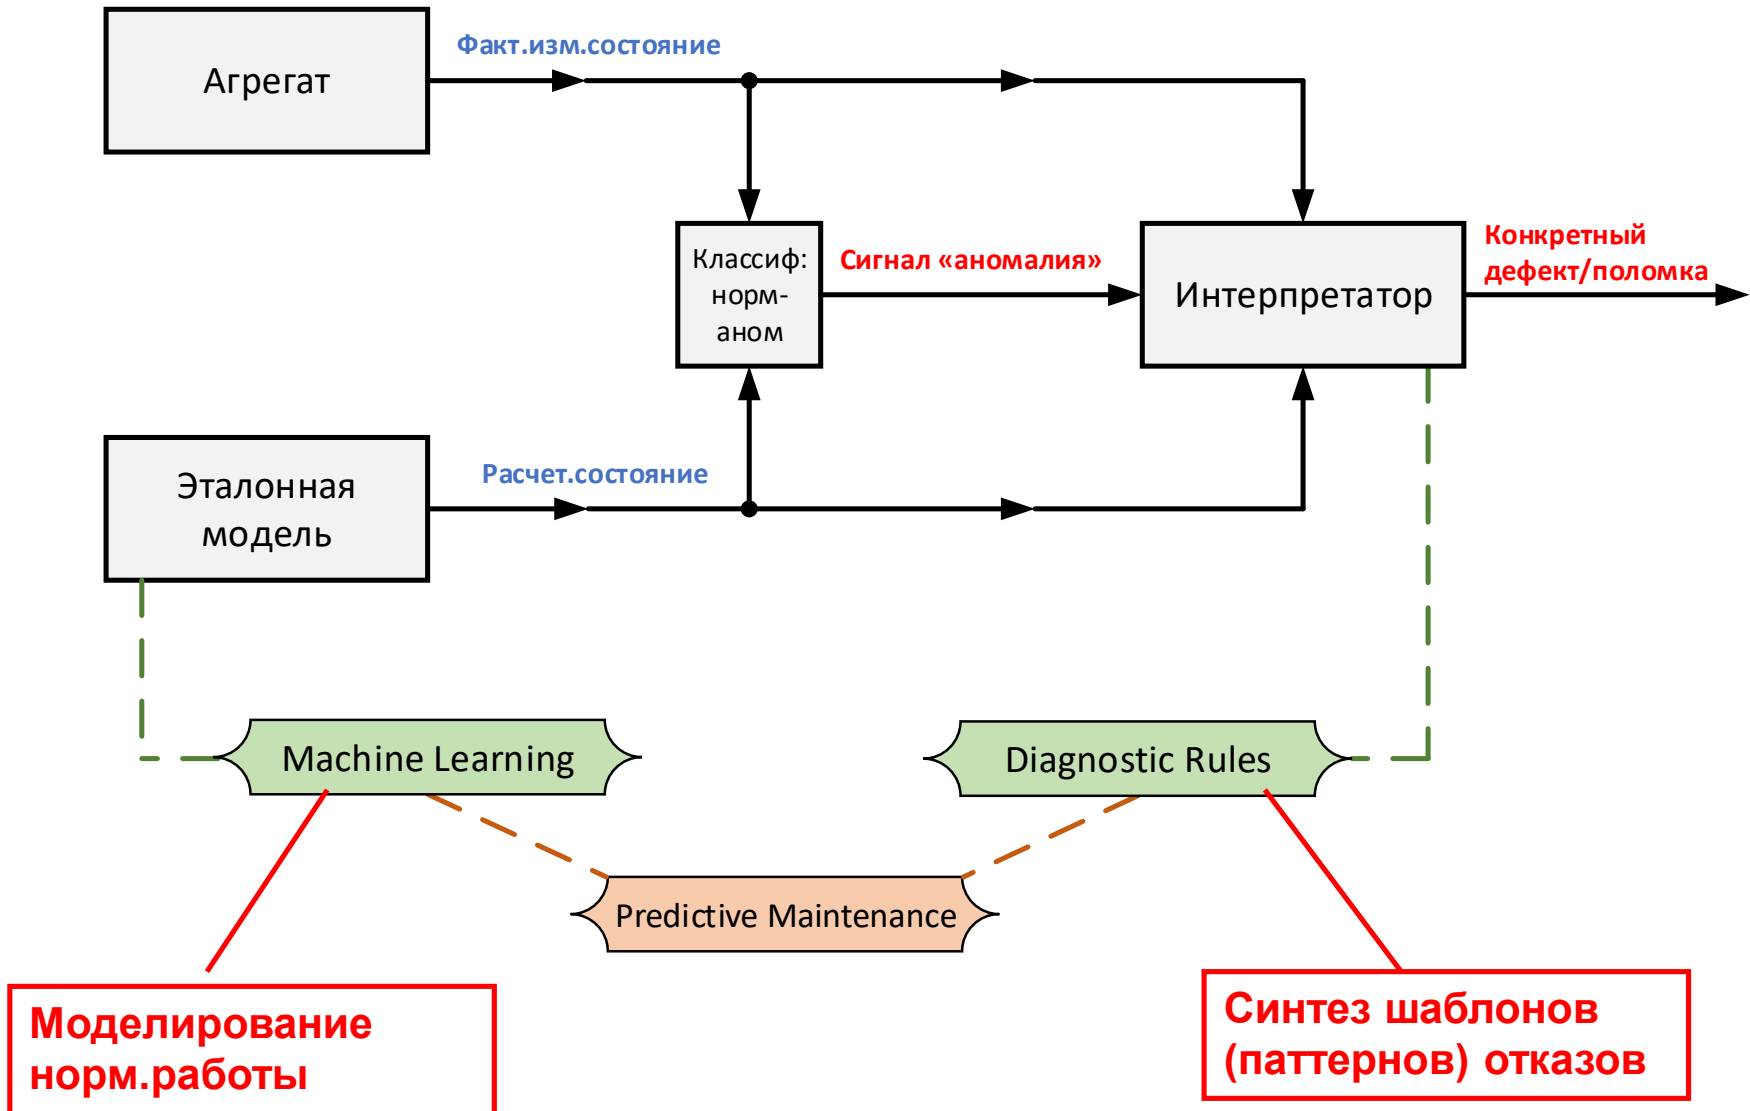 Факт.изм.состояние
Агрегат
Классиф:
норм-
аном
Сигнал «аномалия»
Интерпретатор
Конкретный
дефект/поломка
Эталонная
модель
Расчет.состояние
Machine Learning
Diagnostic Rules
Predictive Maintenance
Моделирование
норм.работы
Синтез шаблонов
(паттернов) отказов